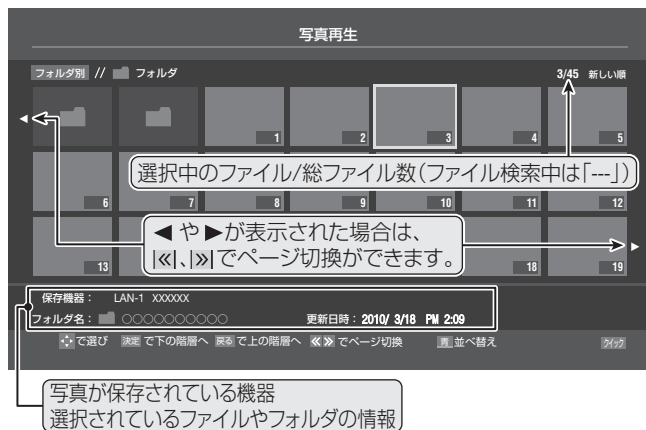 写真再生
フォルダ別 // フォルダ 3/45 新しい順
1 2 3 4 5
選択中のファイル/総ファイル数(ファイル検索中は「---」)
6 7 8 9 10 11 12
◀ や ▶が表示された場合は、
≪、≫でページ切換ができます。
13 18 19
保存機器： LAN-1 XXXXXX
フォルダ名： ○○○○○○○○○○ 更新日時：2010/ 3/18 PM 2:09
で選び 決定 で下の階層へ 戻る で上の階層へ ≪≫ でページ切換 青 並べ替え クイック
写真が保存されている機器
選択されているファイルやフォルダの情報